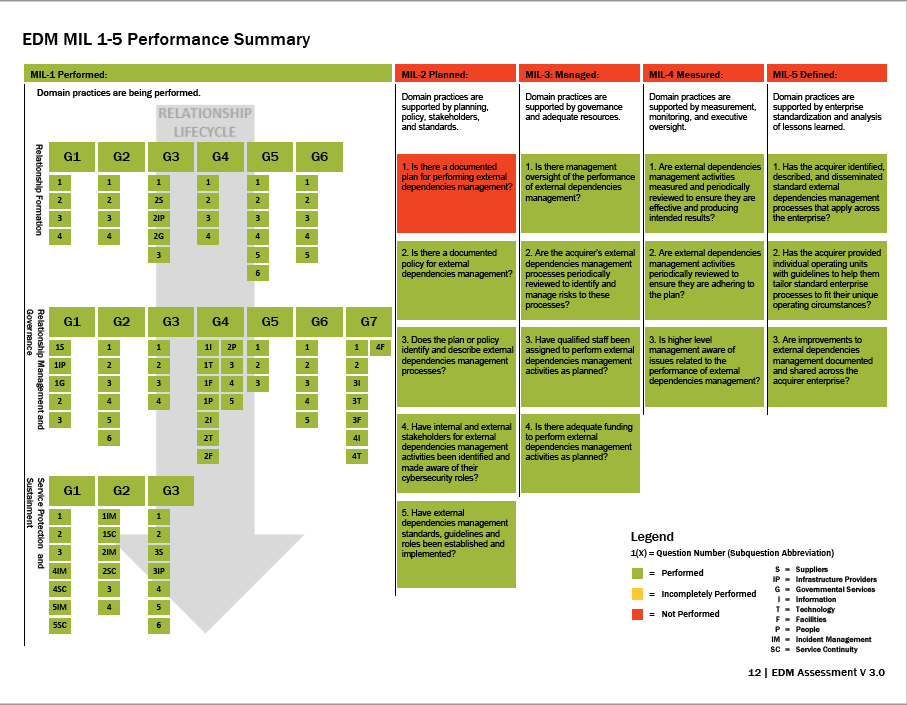 EDM MIL 1-5 Performance Summary
MIL-1 Performed:
Domain practices are being performed.
RELATIONSHIP
LIFECYCLE
Relationship Formation
G1 G2 G3 G4 G5 G6
1 1 1 1 1 1
2 2 2S 2 2 2
3 3 2IP 3 3 3
4 4 2G 4 4 4
3 5 5
6
Relationship Management and
Governance
G1 G2 G3 G4 G5 G6 G7
1S 1 1 1I 2P 1 1 1 4F
1IP 2 2 1T 3 2 2 2
1G 3 3 1F 4 3 3 3I
2 4 4 1P 5 4 3T
3 5 2I 5 3F
6 2T 4I
2F 4T
Service Protection and
Sustainment
G1 G2 G3
1 1IM 1
2 1SC 2
3 2IM 3S
4IM 2SC 3IP
4SC 3 4
5IM 4 5
5SC 6
MIL-2 Planned:
Domain practices are
supported by planning,
policy, stakeholders,
and standards.
1. Is there a documented
plan for performing external
dependencies management?
2. Is there a documented
policy for external
dependencies management?
3. Does the plan or policy
identify and describe external
dependencies management
processes?
4. Have internal and external
stakeholders for external
dependencies management
activities been identified and
made aware of their
cybersecurity roles?
5. Have external
dependencies management
standards, guidelines and
roles been established and
implemented?
MIL-3: Managed:
Domain practices are
supported by governance
and adequate resources.
1. Is there management
oversight of the performance
of external dependencies
management?
2. Are the acquirer's external
dependencies management
processes periodically
reviewed to identify and
manage risks to these
processes?
3. Have qualified staff been
assigned to perform external
dependencies management
activities as planned?
4. Is there adequate funding
to perform external
dependencies management
activities as planned?
MIL-4 Measured:
Domain practices are
supported by measurement,
monitoring, and executive
oversight.
1. Are external dependencies
management activities
measured and periodically
reviewed to ensure they are
effective and producing
intended results?
2. Are external dependencies
management activities
periodically reviewed to
ensure they are adhering to
the plan?
3. Is higher level
management aware of
issues related to the
performance of external
dependencies management?
MIL-5 Defined:
Domain practices are
supported by enterprise
standardization and analysis
of lessons learned.
1. Has the acquirer identified,
described, and disseminated
standard external
dependencies management
processes that apply across
the enterprise?
2. Has the acquirer provided
individual operating units
with guidelines to help them
tailor standard enterprise
processes to fit their unique
operating circumstances?
3. Are improvements to
external dependencies
management documented
and shared across the
acquirer enterprise?
Legend
1(X) = Question Number (Subquestion Abbreviation)
= Performed
= Incompletely Performed
= Not Performed
S = Suppliers
IP = Infrastructure Providers
G = Governmental Services
I = Information
T = Technology
F = Facilities
P = People
IM = Incident Management
SC = Service Continuity
12 | EDM Assessment V 3.0